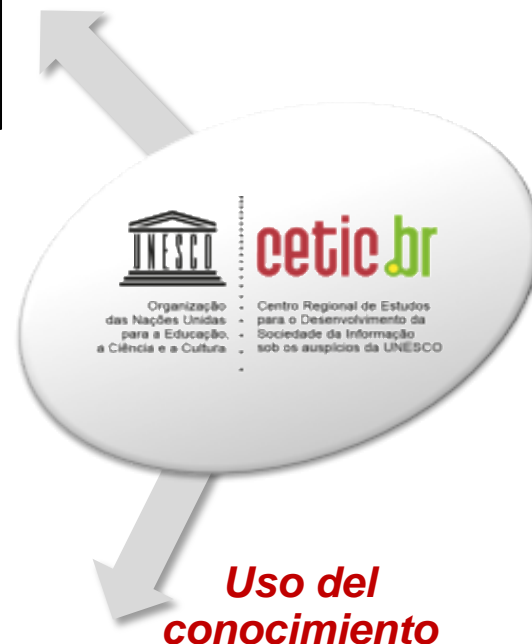 UNESCO
cetic.br
Organização
das Nações Unidas
para a Educação,
a Ciência e a Cultura
Centro Regional de Estudos
para o Desenvolvimento da
Sociedade da Informação
sob os auspícios da UNESCO
Uso del
conocimiento